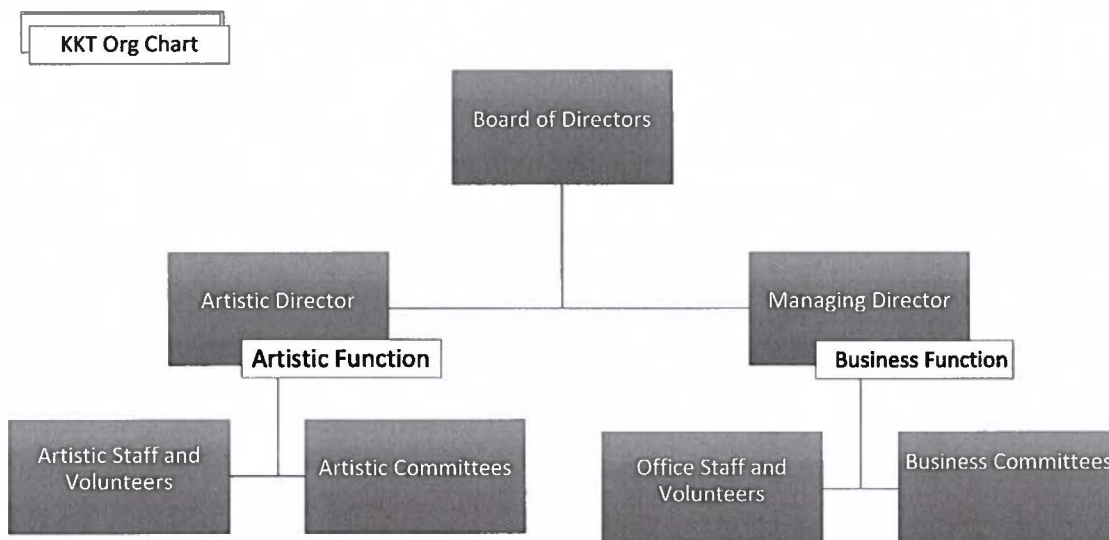 KKT Org Chart
Board of Directors
Artistic Director
Artistic Function
Managing Director
Business Function
Artistic Staff and
Volunteers
Artistic Committees
Office Staff and
Volunteers
Business Committees